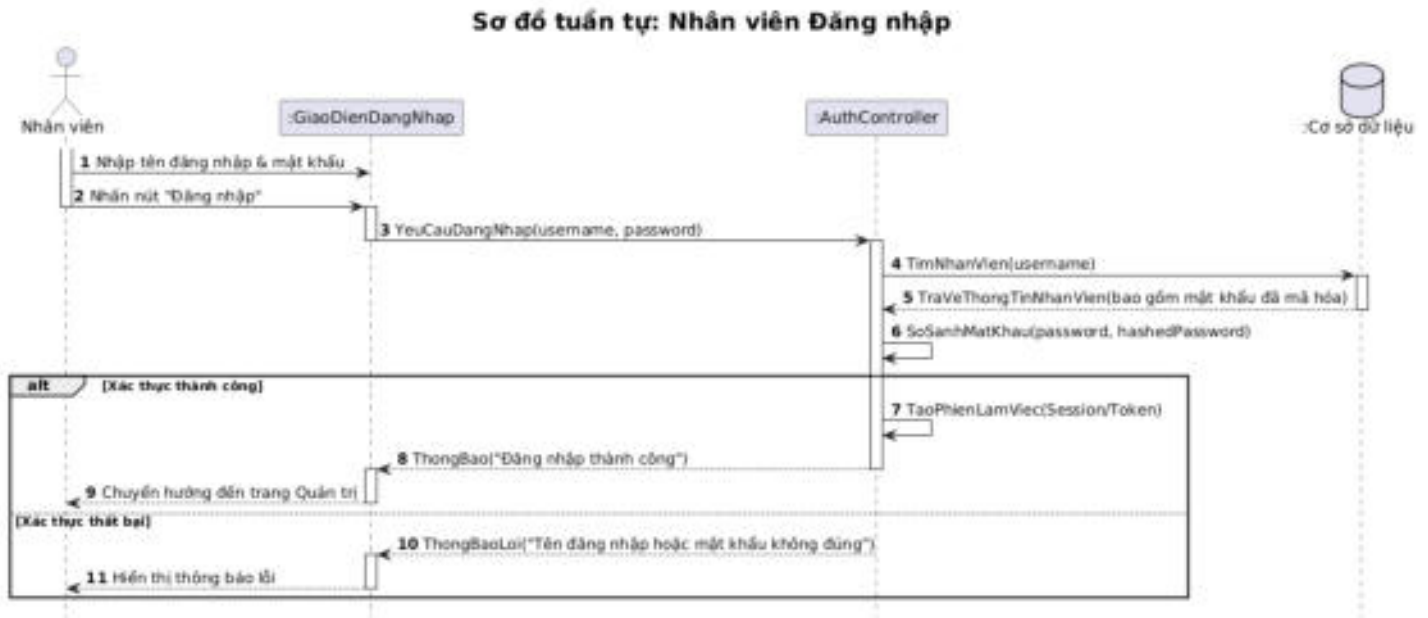 Sơ đồ tuần tự: Nhân viên Đăng nhập
Nhân viên
:GiaoDienDangNhap
:AuthController
:Cơ sở dữ liệu
1 Nhập tên đăng nhập & mật khẩu
2 Nhấn nút "Đăng nhập"
3 YeuCauDangNhap(username, password)
4 TimNhanVien(username)
5 TraVeThongTinNhanVien(bao gồm mật khẩu đã mã hóa)
6 SoSanhMatKhau(password, hashedPassword)
alt [Xác thực thành công]
7 TaoPhienLamViec(Session/Token)
8 ThongBao("Đăng nhập thành công")
9 Chuyển hướng đến trang Quản trị
[Xác thực thất bại]
10 ThongBaoLoi("Tên đăng nhập hoặc mật khẩu không đúng")
11 Hiển thị thông báo lỗi